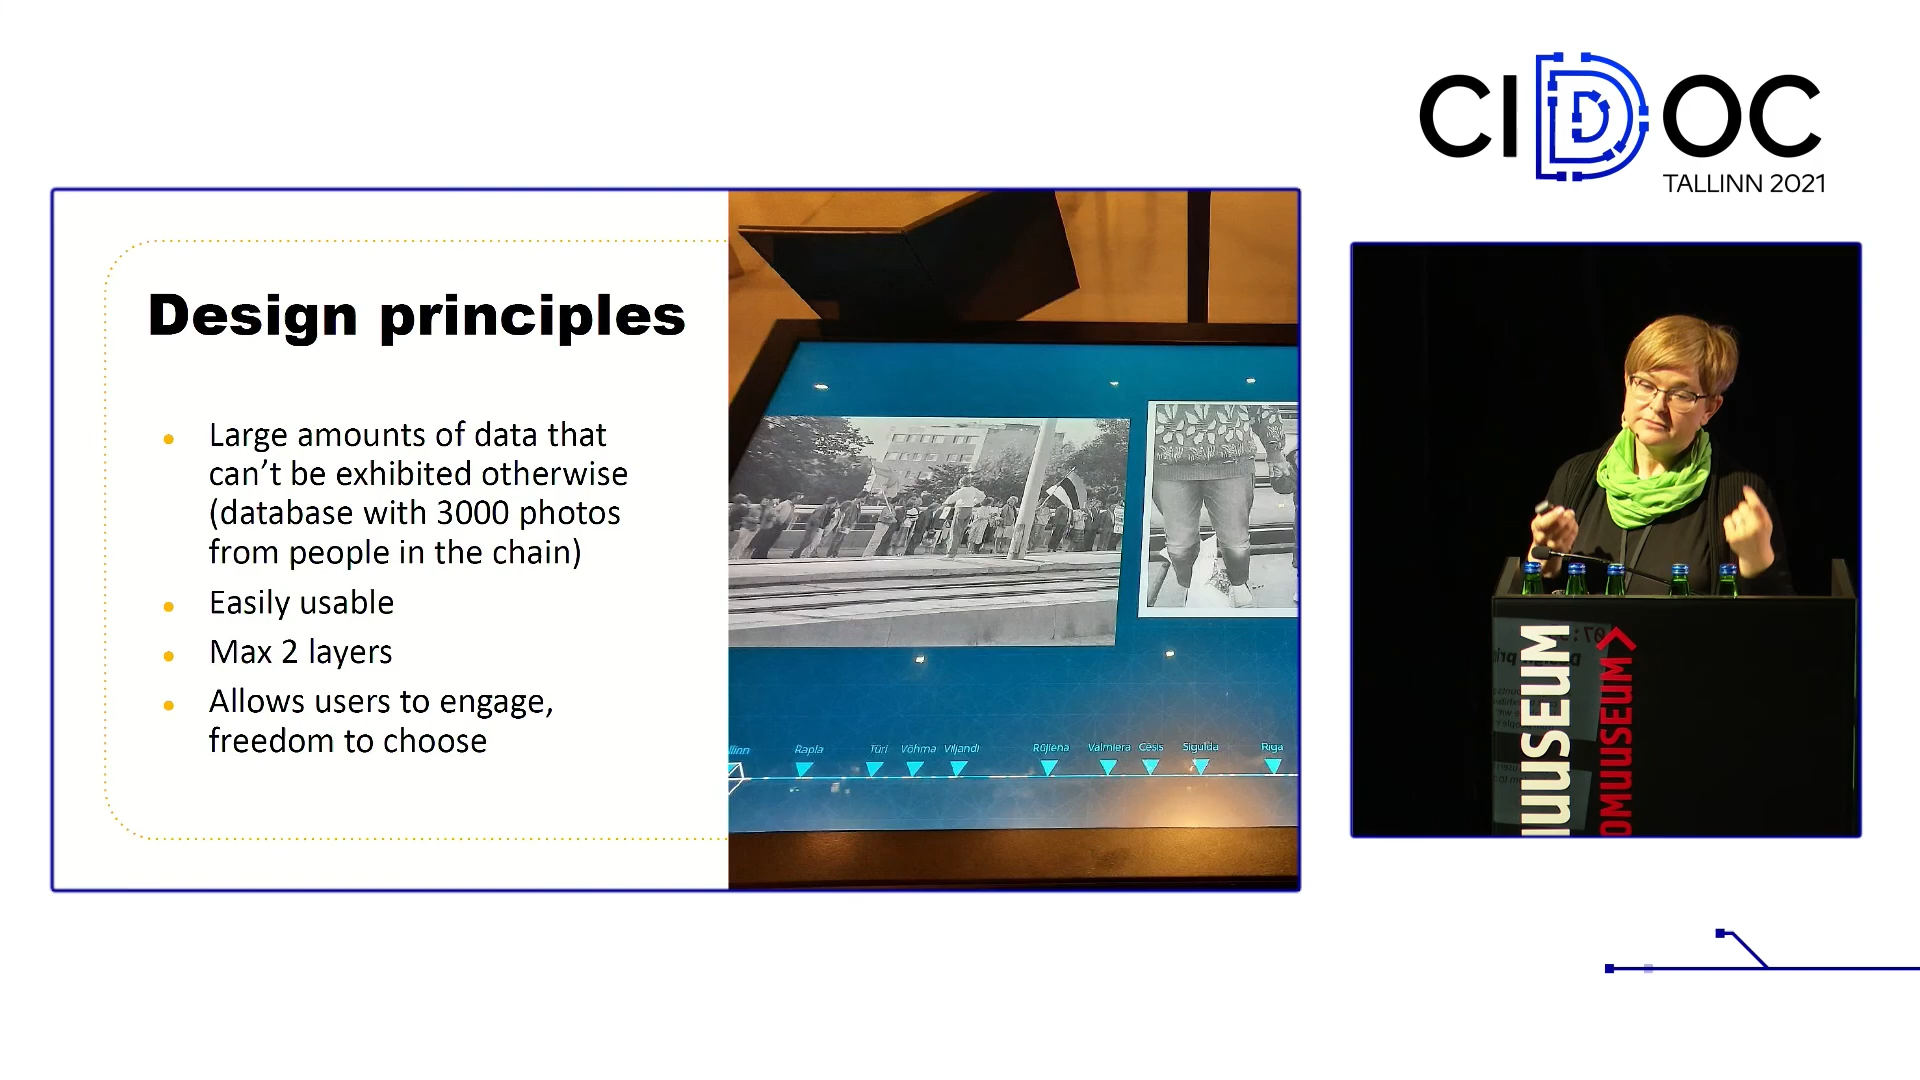 CIDOC
TALLINN 2021
Design principles
Large amounts of data that
can’t be exhibited otherwise
(database with 3000 photos
from people in the chain)
Easily usable
Max 2 layers
Allows users to engage,
freedom to choose
Rapla
Türi
Võhma
Viljandi
Rūjiena
Valmiera
Cēsis
Sigulda
Rīga
MUUSEUM
OMUUSEUM